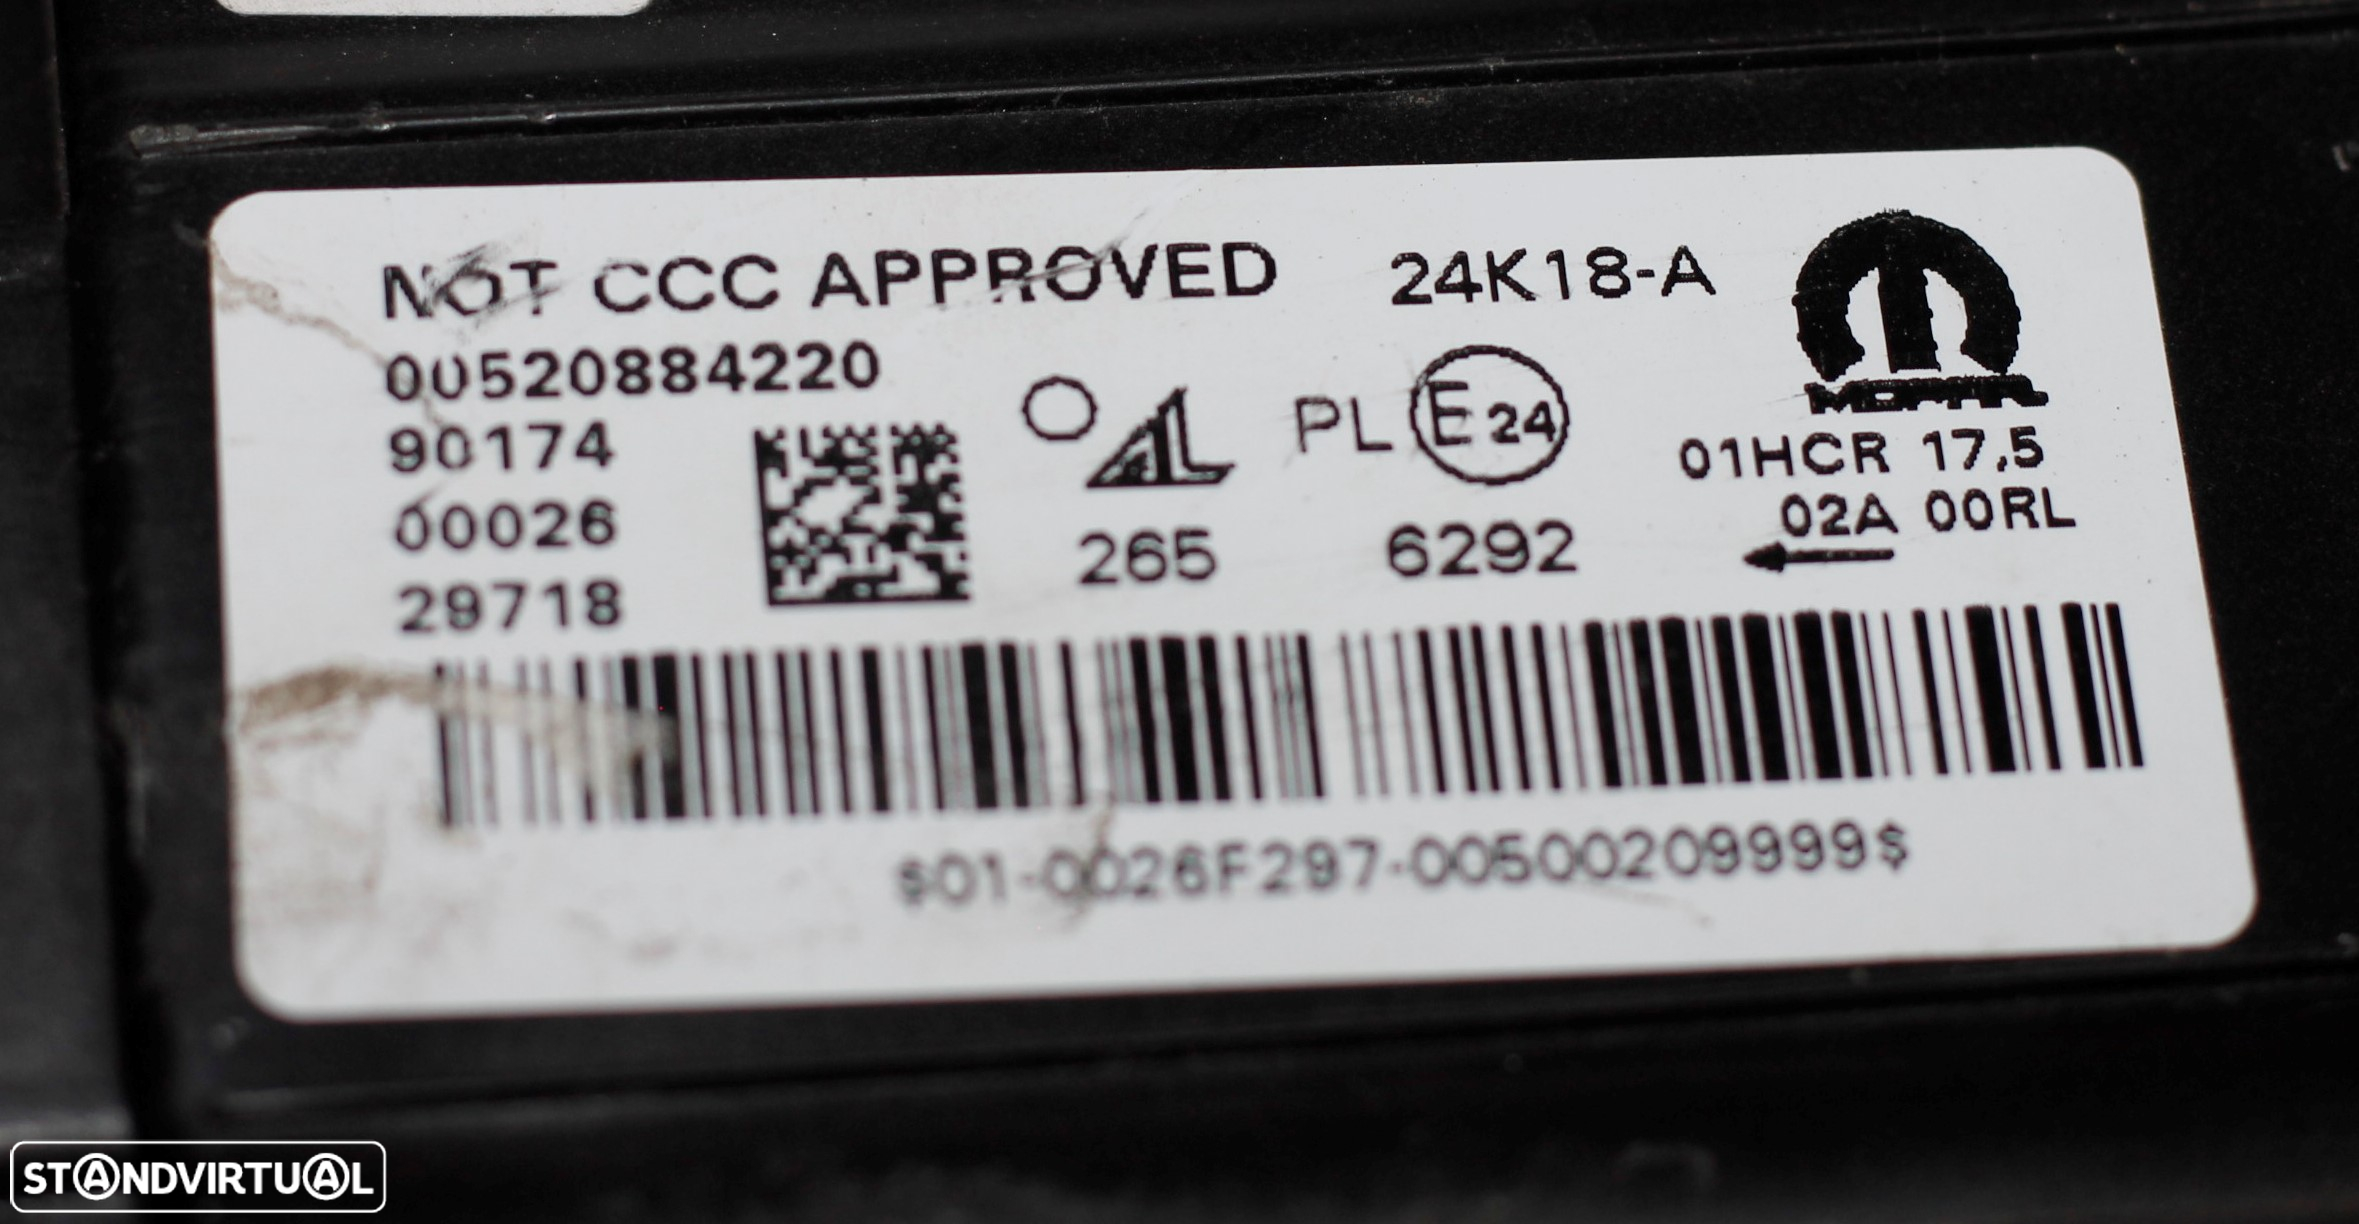 NOT CCC APPROVED 24K18-A
00520884220
MOPAR
90174
PL E24
01HCR 17,5
00026
02A 00RL
29718
265
6292
$01-0026F297-00500209999$
STANDVIRTUAL